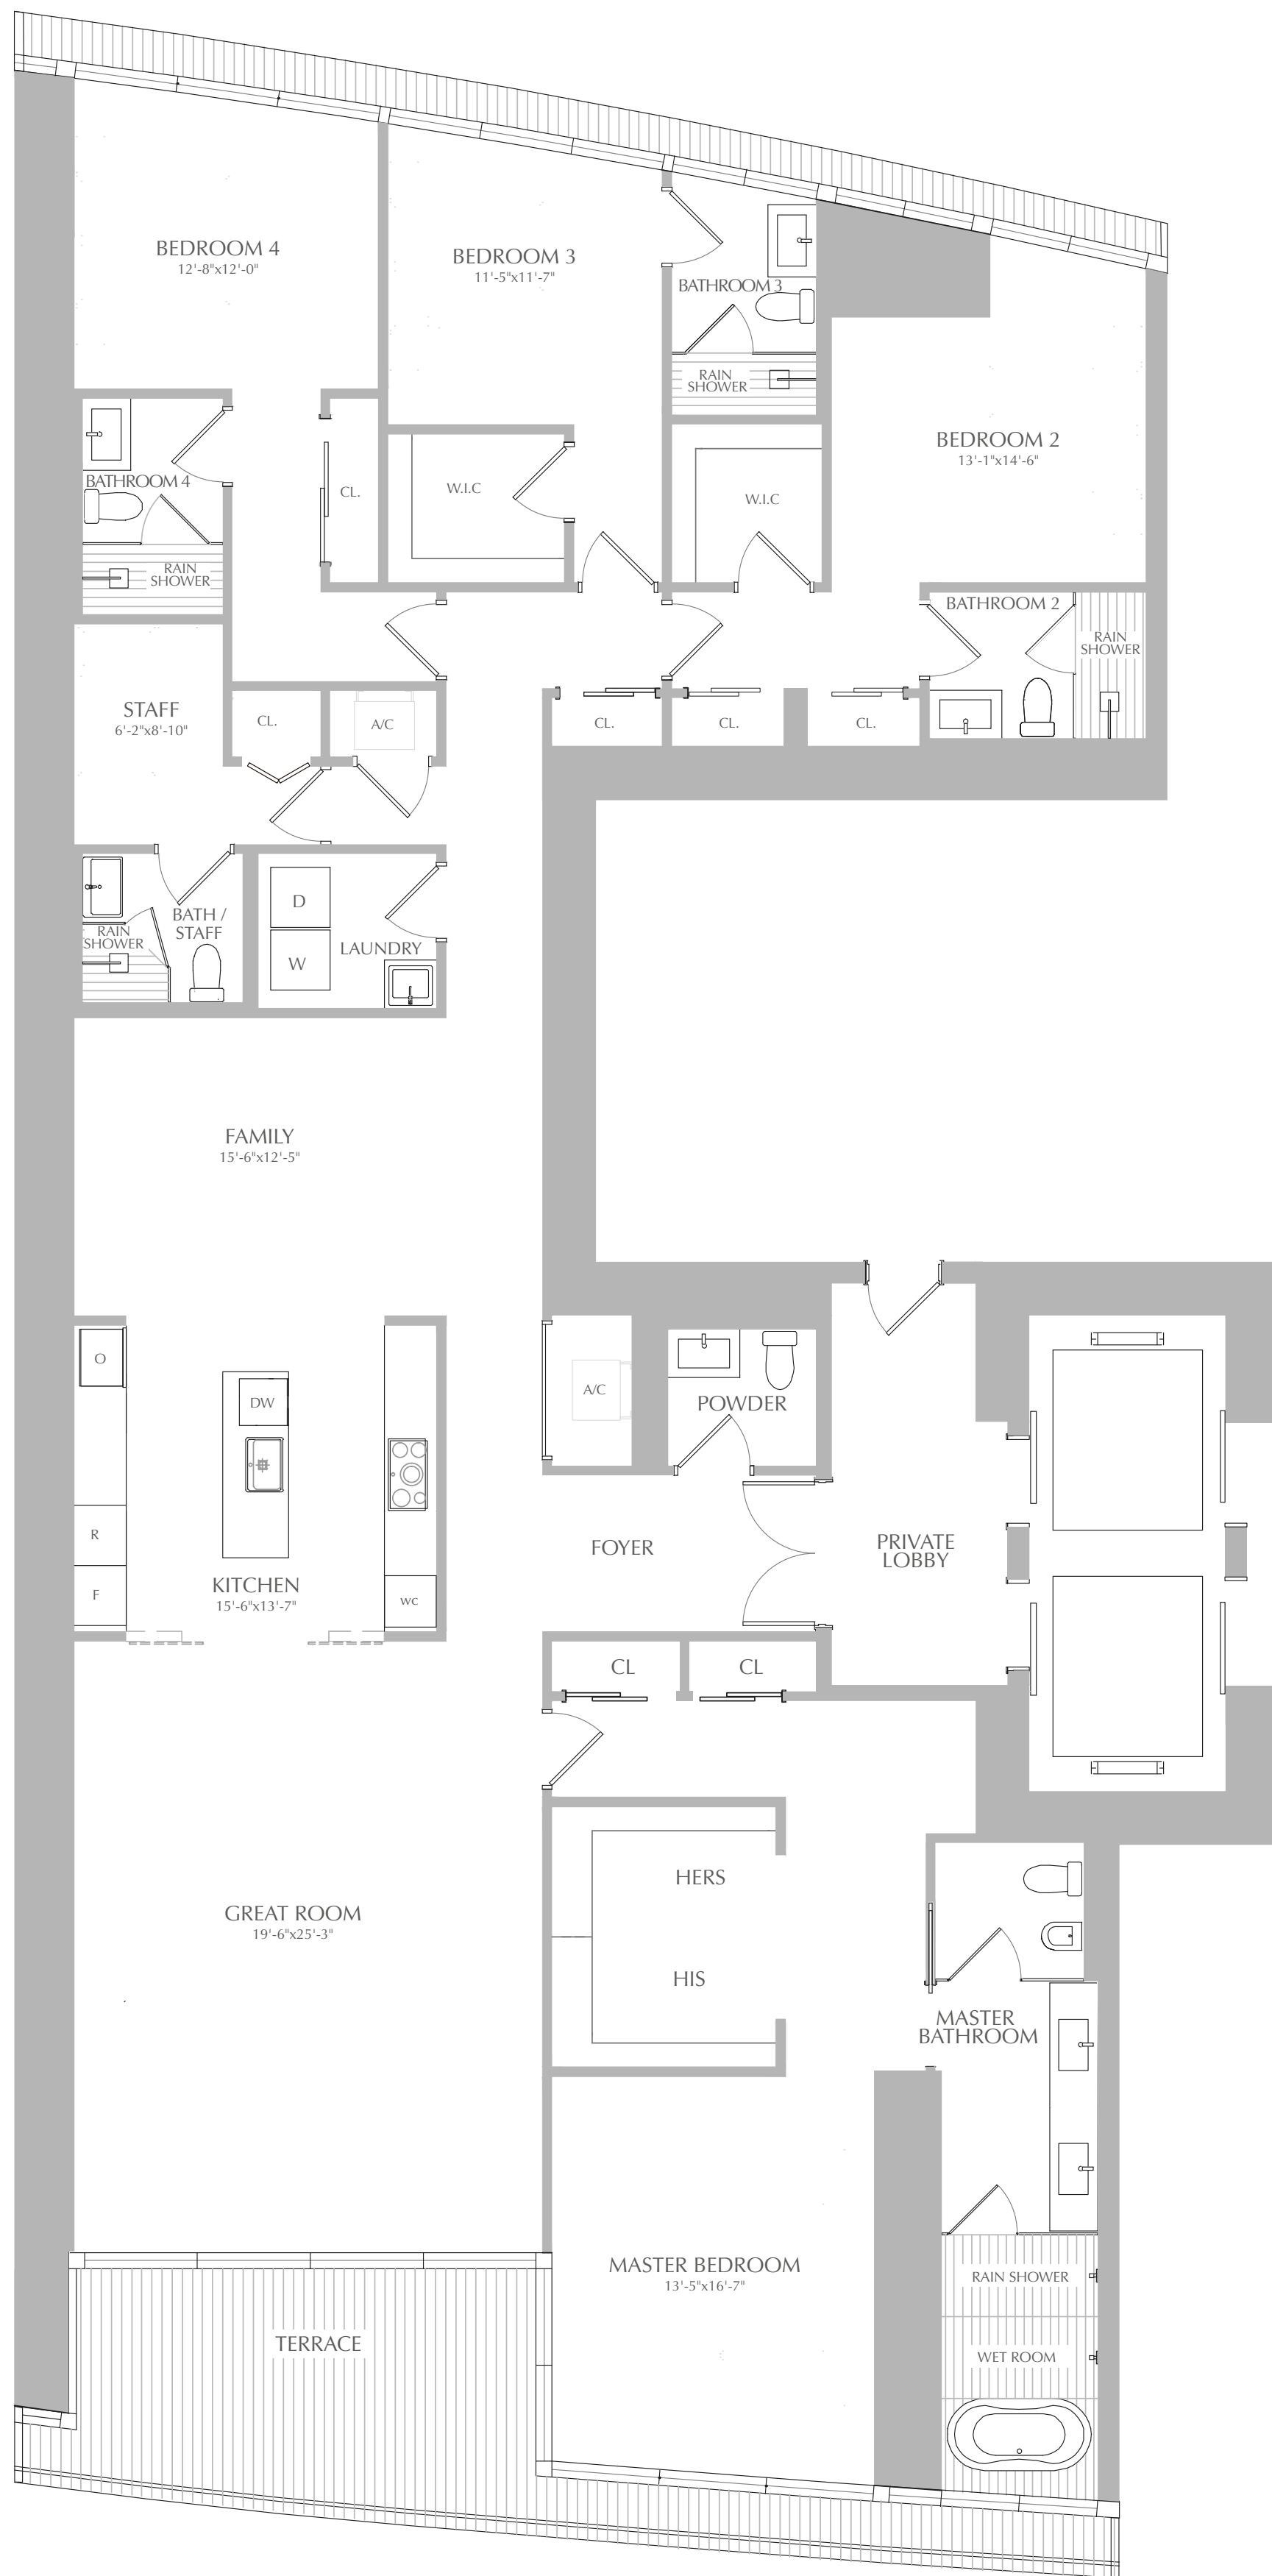 BEDROOM 4
12'-8"x12'-0"
BEDROOM 3
11'-5"x11'-7"
BATHROOM 3
RAIN
SHOWER
BEDROOM 2
13'-1"x14'-6"
BATHROOM 4
RAIN
SHOWER
CL.
W.I.C
W.I.C
BATHROOM 2
RAIN
SHOWER
STAFF
6'-2"x8'-10"
CL.
A/C
CL.
CL.
CL.
BATH /
STAFF
RAIN
SHOWER
D
W
LAUNDRY
FAMILY
15'-6"x12'-5"
O
DW
A/C
POWDER
R
F
KITCHEN
15'-6"x13'-7"
WC
FOYER
PRIVATE
LOBBY
CL
CL
HERS
HIS
GREAT ROOM
19'-6"x25'-3"
MASTER
BATHROOM
MASTER BEDROOM
13'-5"x16'-7"
RAIN SHOWER
WET ROOM
TERRACE